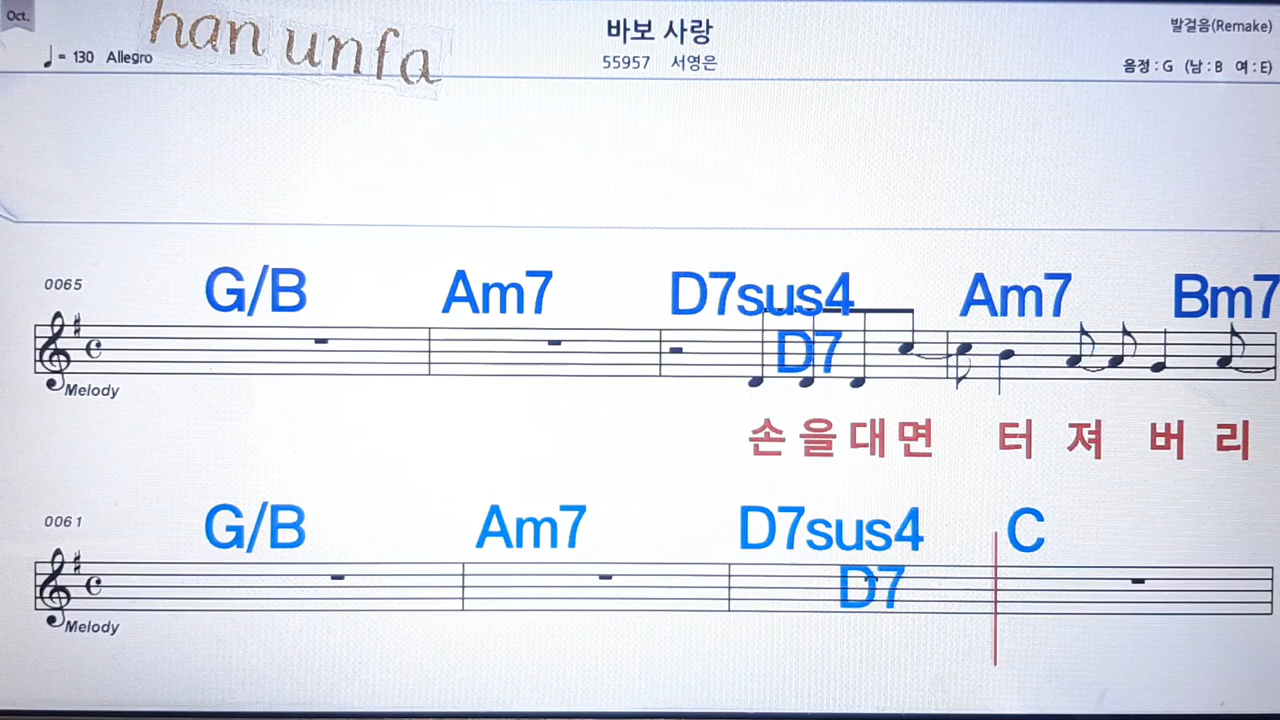 Oct.
han unfa
바보 사랑
발걸음(Remake)
= 130 Allegro
55957 서영은
음정 : G (남 : B 여 : E)
0065
G/B Am7 D7sus4 Am7 Bm7
D7
Melody
손 을 대 면 터 져 버 리
0061
G/B Am7 D7sus4 C
D7
Melody